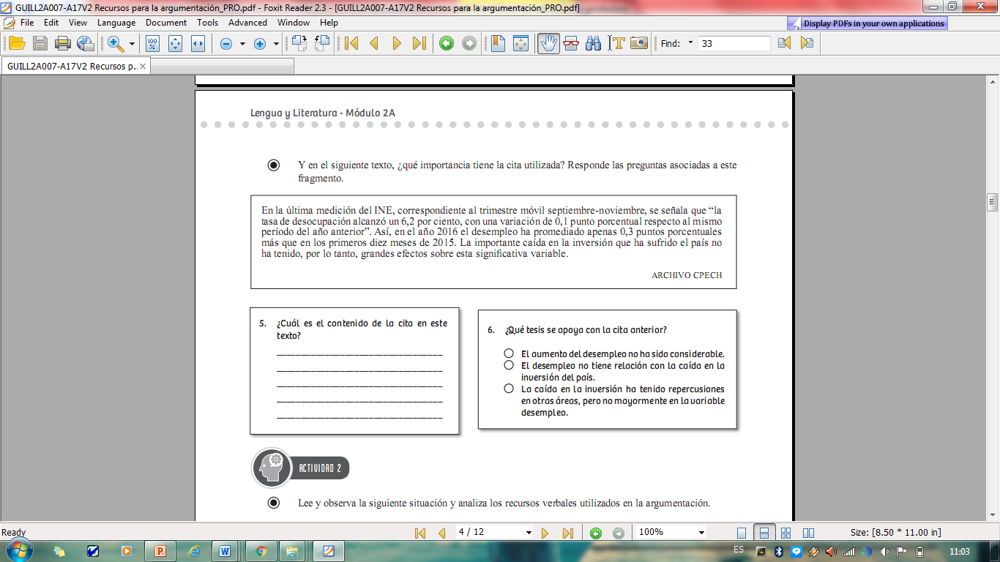 GUILL2A007-A17V2 Recursos para la argumentación_PRO.pdf - Foxit Reader 2.3 - [GUILL2A007-A17V2 Recursos para la argumentación_PRO.pdf]
File Edit View Language Document Tools Advanced Window Help
Display PDFs in your own applications
Find: 33
GUILL2A007-A17V2 Recursos p...
Lengua y Literatura - Módulo 2A
Y en el siguiente texto, ¿qué importancia tiene la cita utilizada? Responde las preguntas asociadas a este
fragmento.
En la última medición del INE, correspondiente al trimestre móvil septiembre-noviembre, se señala que “la
tasa de desocupación alcanzó un 6,2 por ciento, con una variación de 0,1 punto porcentual respecto al mismo
período del año anterior”. Así, en el año 2016 el desempleo ha promediado apenas 0,3 puntos porcentuales
más que en los primeros diez meses de 2015. La importante caída en la inversión que ha sufrido el país no
ha tenido, por lo tanto, grandes efectos sobre esta significativa variable.
ARCHIVO CPECH
5. ¿Cuál es el contenido de la cita en este
texto?
6. ¿Qué tesis se apoya con la cita anterior?
El aumento del desempleo no ha sido considerable.
El desempleo no tiene relación con la caída en la
inversión del país.
La caída en la inversión ha tenido repercusiones
en otras áreas, pero no mayormente en la variable
desempleo.
ACTIVIDAD 2
Lee y observa la siguiente situación y analiza los recursos verbales utilizados en la argumentación.
Ready 4 / 12 100% Size: [8.50 * 11.00 in]
ES 11:03